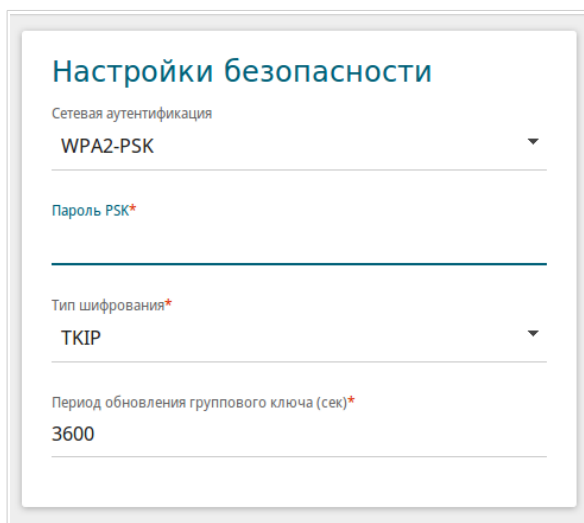 Настройки безопасности
Сетевая аутентификация
WPA2-PSK
Пароль PSK*
Тип шифрования*
TKIP
Период обновления группового ключа (сек)*
3600